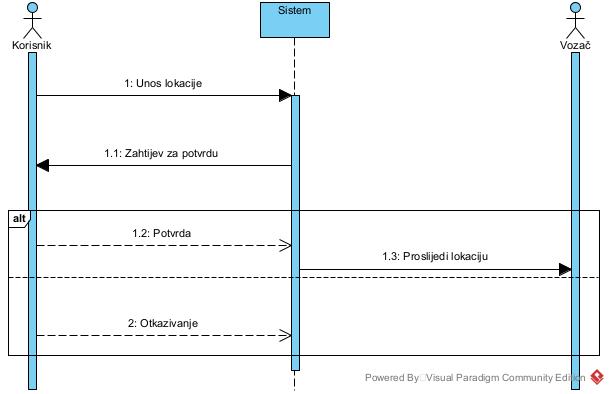 Sistem
Korisnik
Vozač
1: Unos lokacije
1.1: Zahtijev za potvrdu
alt
1.2: Potvrda
1.3: Proslijedi lokaciju
2: Otkazivanje
Powered By Visual Paradigm Community Edition